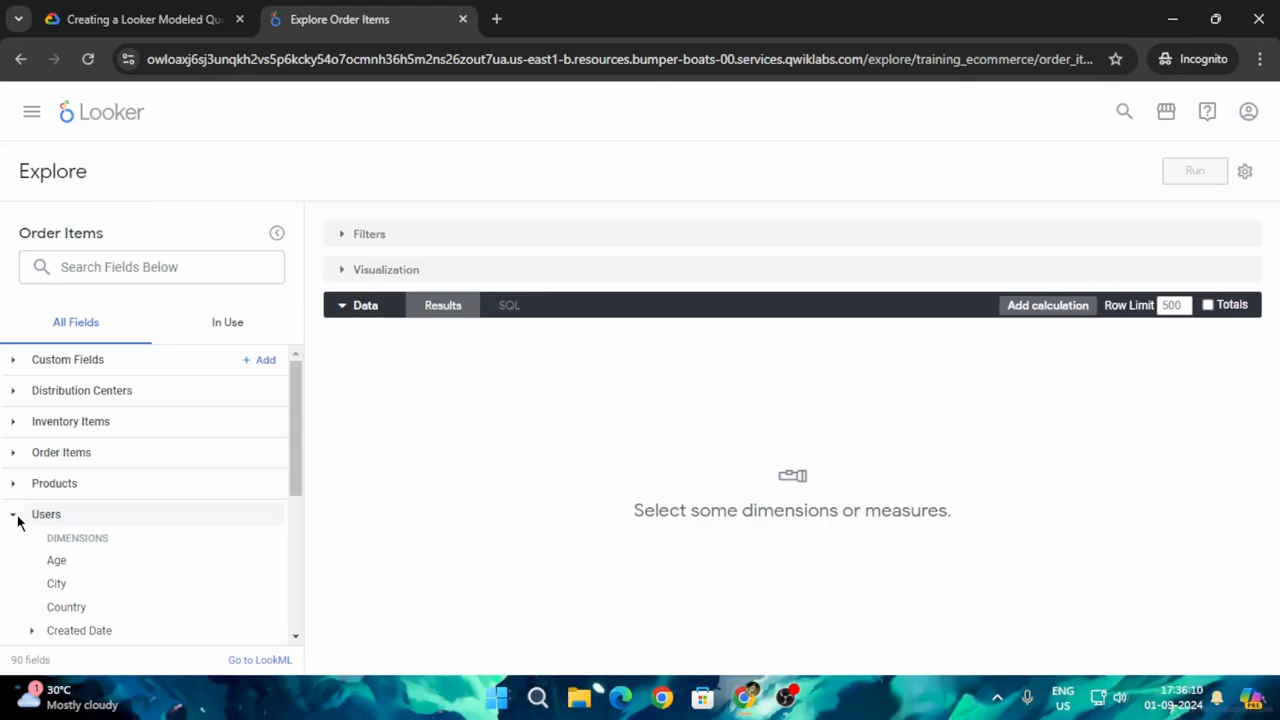 Creating a Looker Modeled Qu
Explore Order Items
owloaxj6sj3unqkh2vs5p6kcky54o7ocmnh36h5m2ns26zout7ua.us-east1-b.resources.bumper-boats-00.services.qwiklabs.com/explore/training_ecommerce/order_it...
Incognito
Looker
Explore
Run
Order Items
Search Fields Below
All Fields
In Use
Custom Fields
+ Add
Distribution Centers
Inventory Items
Order Items
Products
Users
DIMENSIONS
Age
City
Country
Created Date
90 fields
Go to LookML
Filters
Visualization
Data
Results
SQL
Add calculation
Row Limit 500
Totals
Select some dimensions or measures.
1
30°C
Mostly cloudy
ENG
US
17:36:10
01-09-2024
PRE